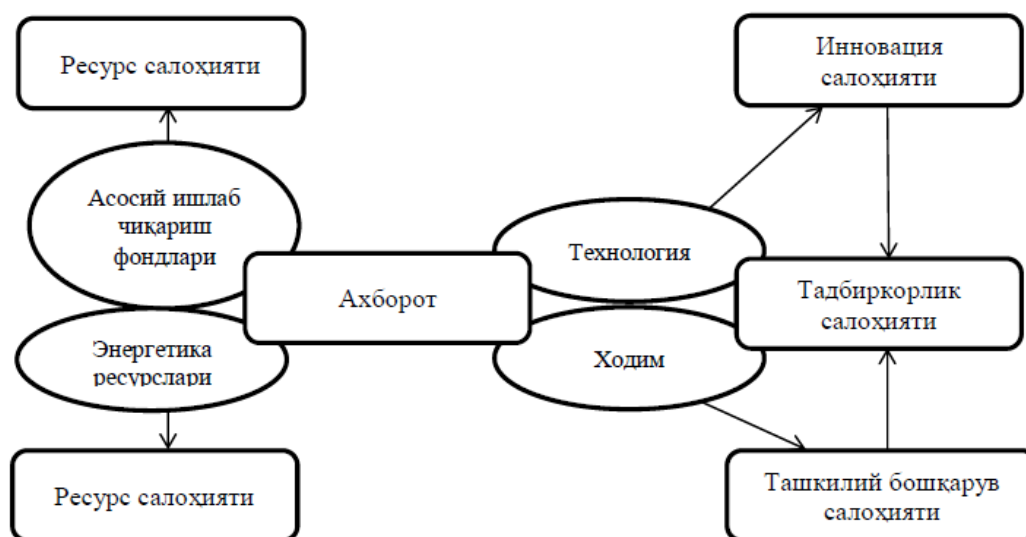 Ресурс салоҳияти
Инновация
салоҳияти
Асосий ишлаб
чиқариш
фондлари
Технология
Ахборот
Тадбиркорлик
салоҳияти
Энергетика
ресурслари
Ходим
Ресурс салоҳияти
Ташкилий бошқарув
салоҳияти